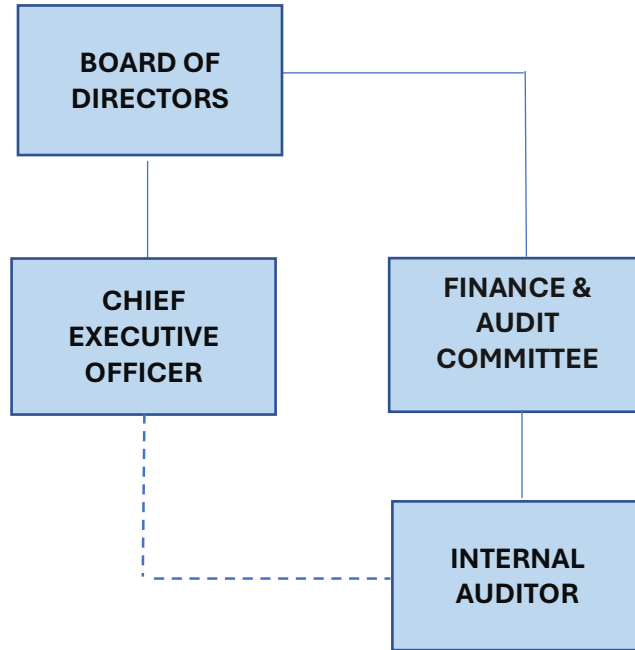 BOARD OF
DIRECTORS
CHIEF
EXECUTIVE
OFFICER
FINANCE &
AUDIT
COMMITTEE
INTERNAL
AUDITOR